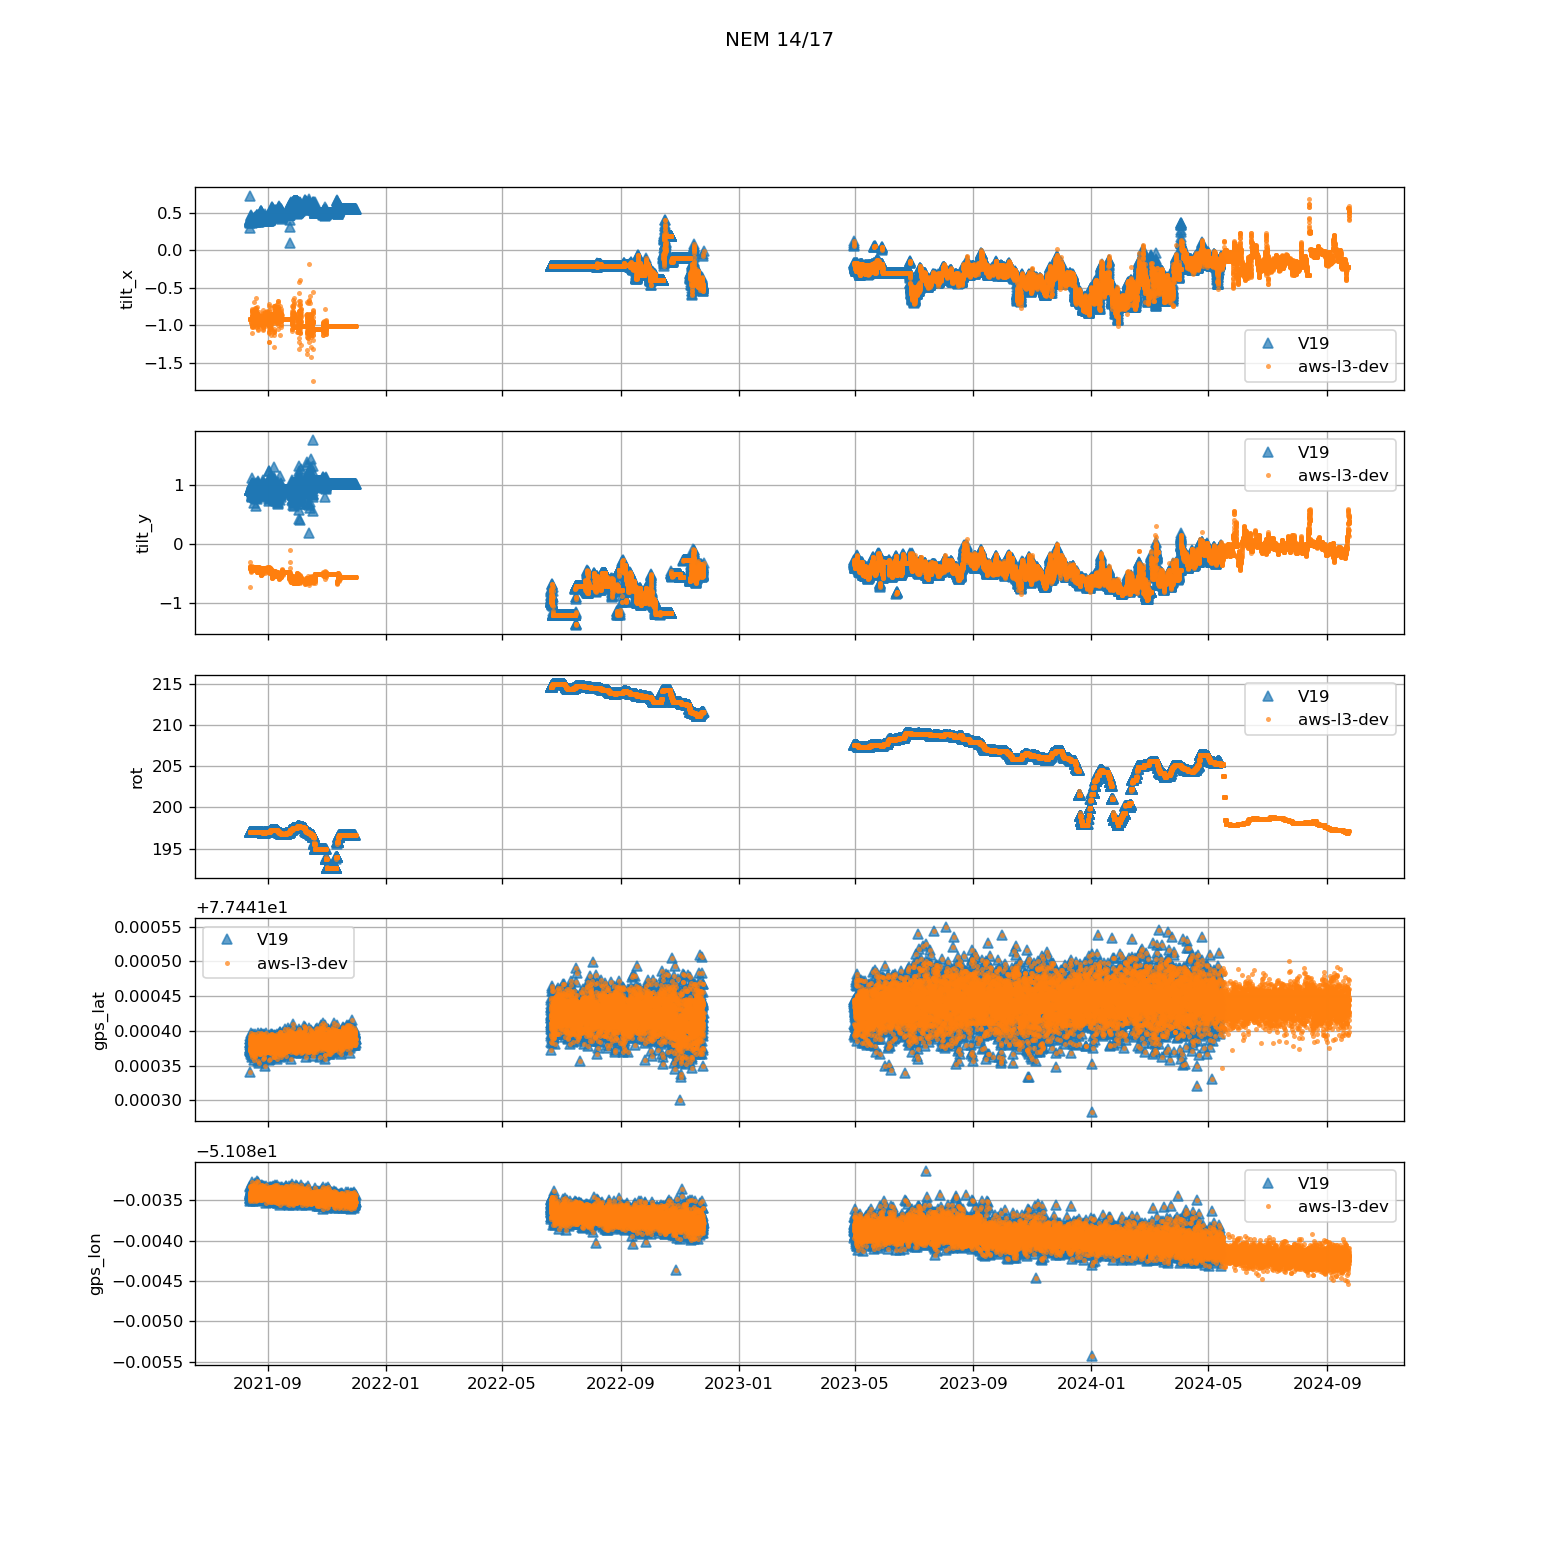 NEM 14/17
0.5
0.0
−0.5
−1.0
−1.5
tilt_x
V19
aws-l3-dev
1
0
−1
tilt_y
V19
aws-l3-dev
215
210
205
200
195
rot
V19
aws-l3-dev
+7.7441e1
0.00055
0.00050
0.00045
0.00040
0.00035
0.00030
gps_lat
V19
aws-l3-dev
−5.108e1
−0.0035
−0.0040
−0.0045
−0.0050
−0.0055
gps_lon
V19
aws-l3-dev
2021-09 2022-01 2022-05 2022-09 2023-01 2023-05 2023-09 2024-01 2024-05 2024-09